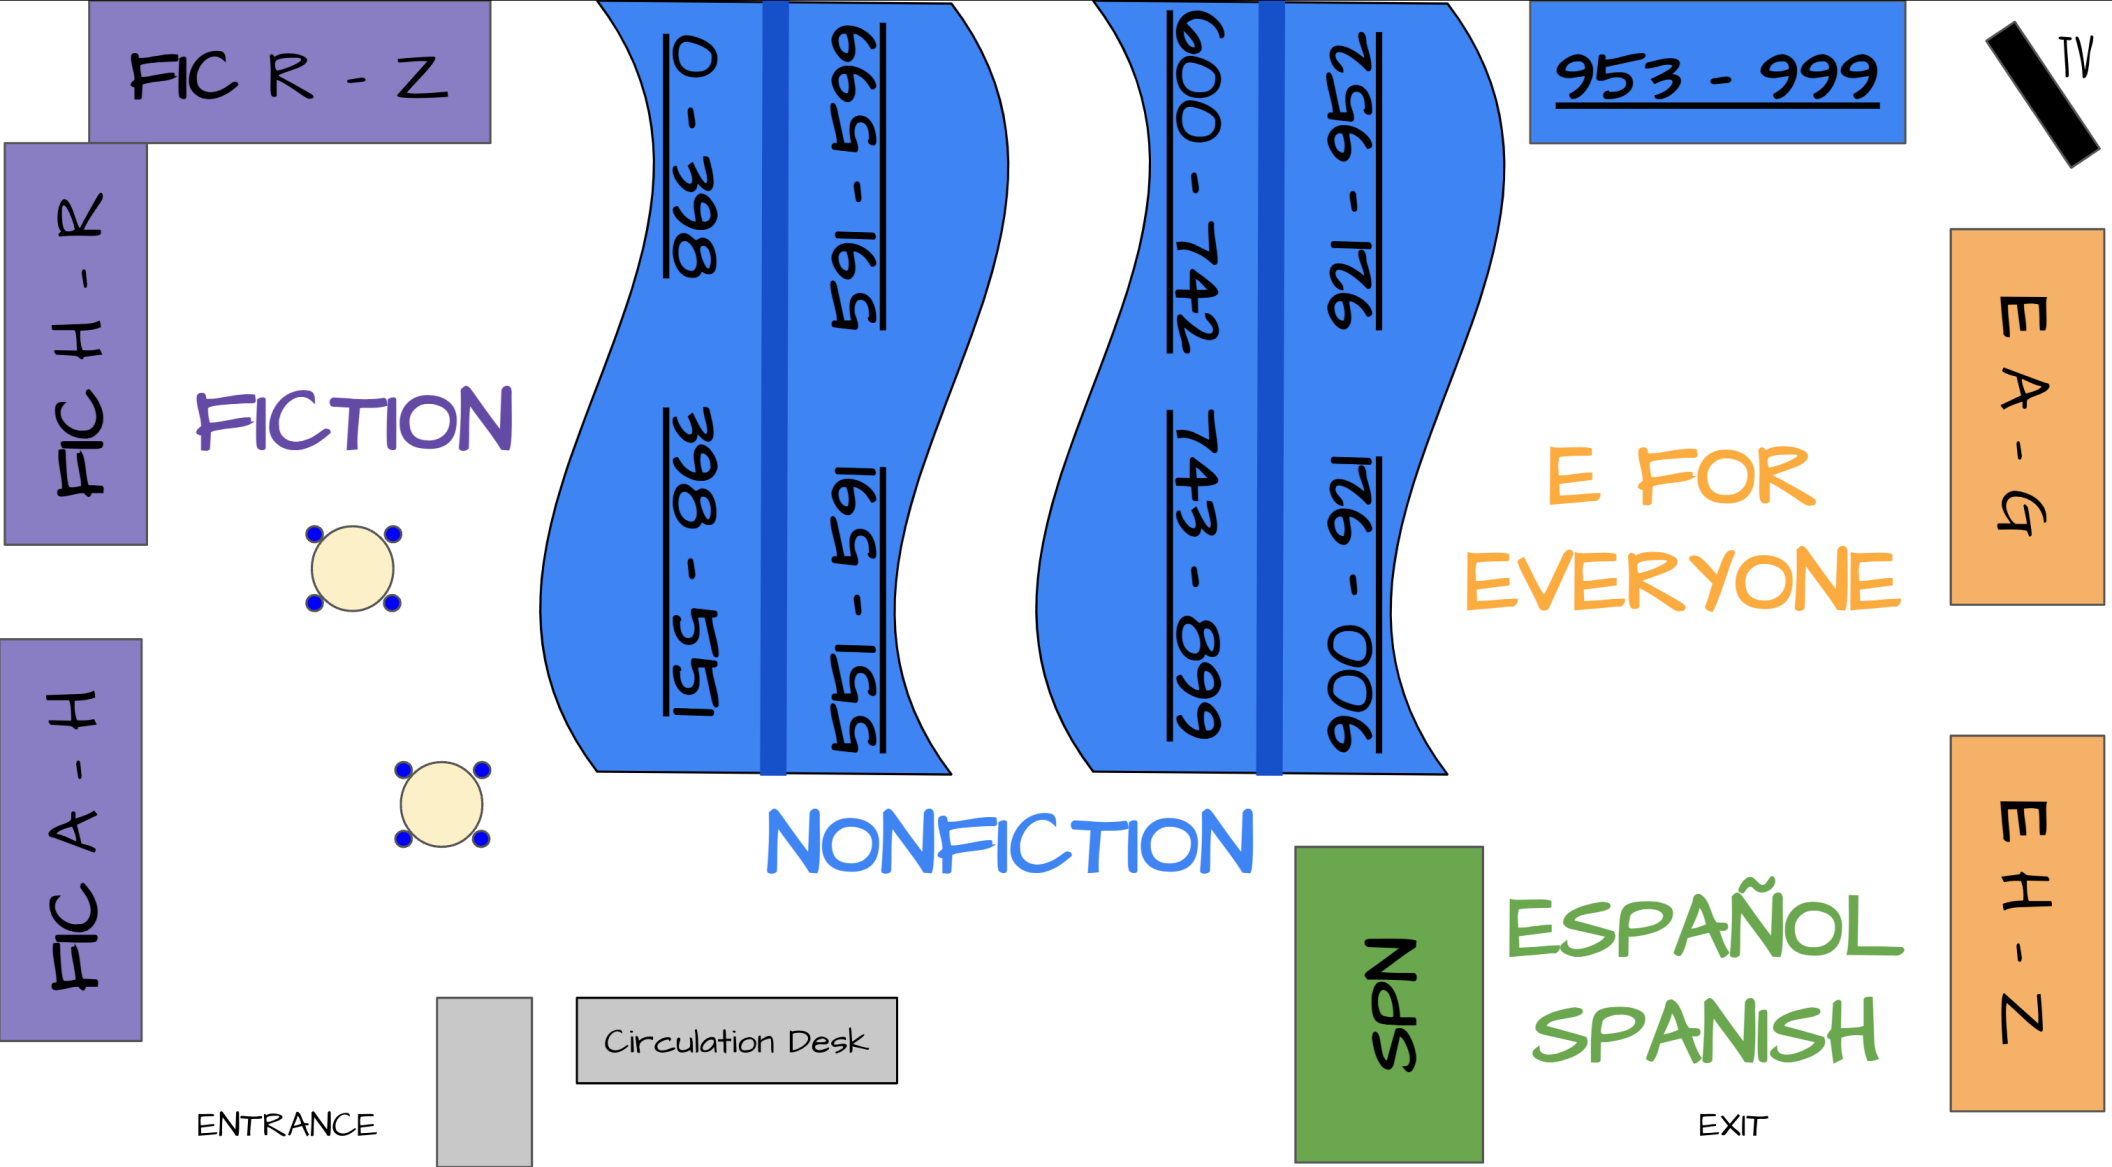 FIC R - Z
FIC H - R
FIC A - H
FICTION
0 - 398
398 - 551
551 - 591
591 - 599
600 - 742
743 - 899
900 - 921
921 - 952
953 - 999
TV
E A - G
E FOR
EVERYONE
E H - Z
NONFICTION
SPN
ESPAÑOL
SPANISH
Circulation Desk
ENTRANCE
EXIT